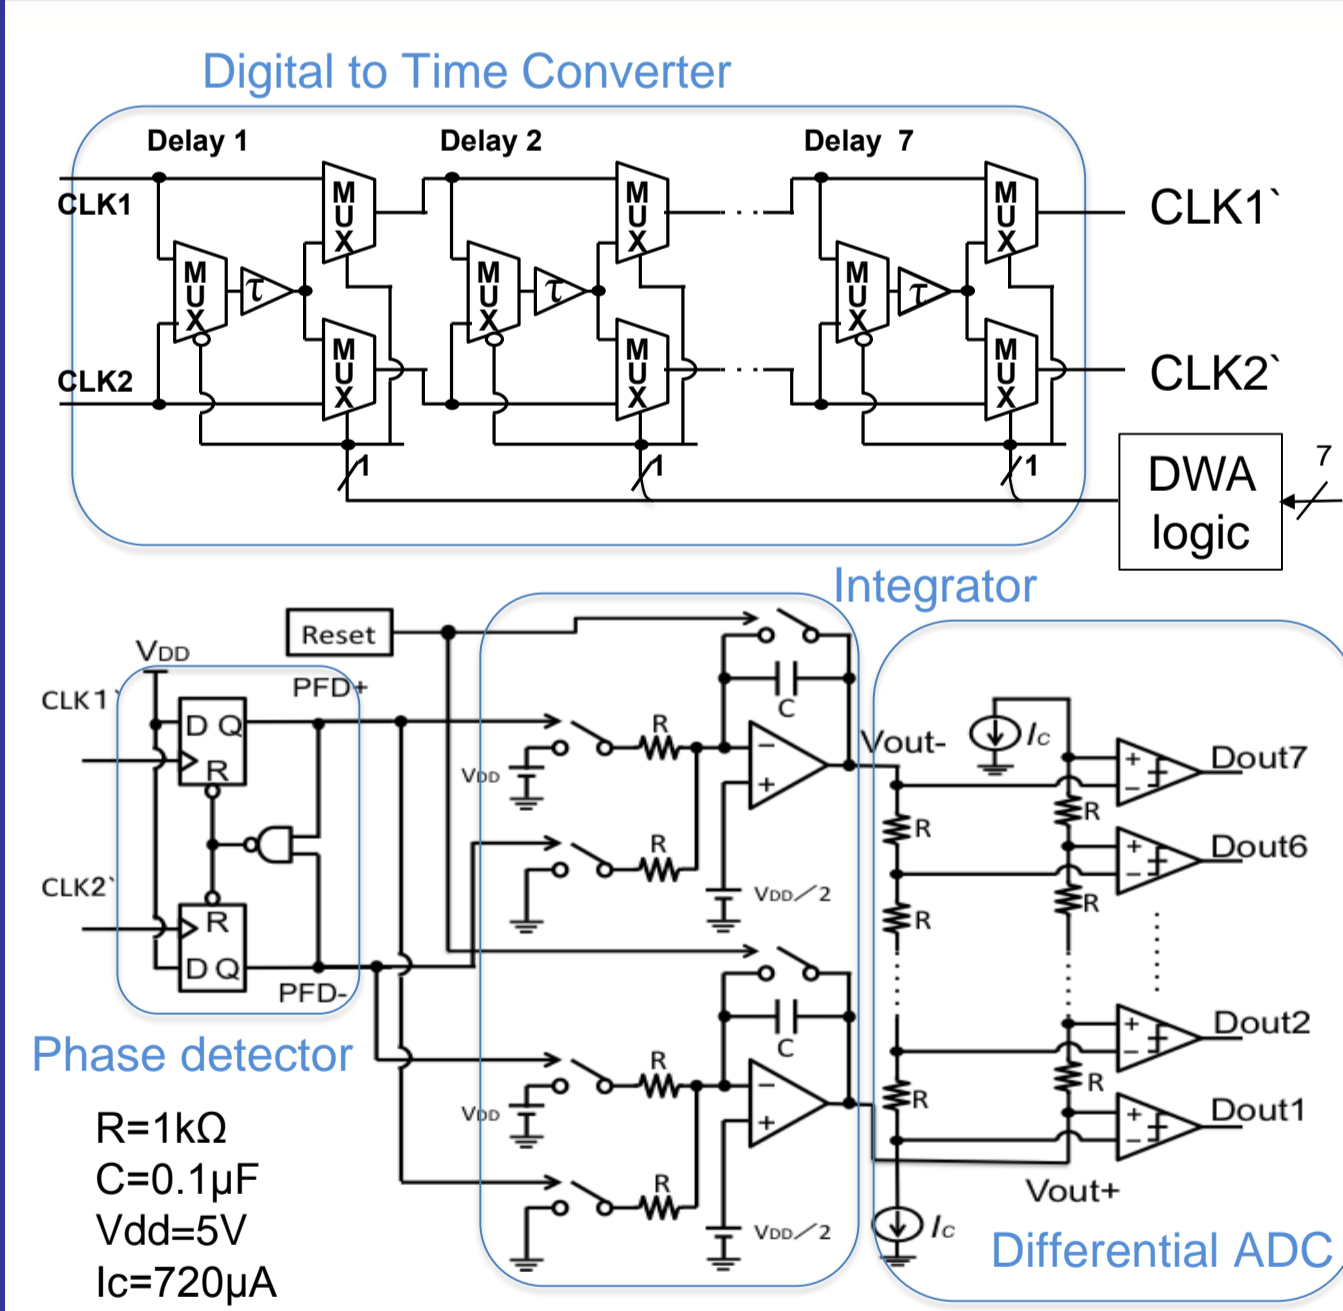 Digital to Time Converter
Delay 1
Delay 2
Delay 7
CLK1
MUX
MUX
MUX
CLK1`
MUX
τ
MUX
τ
MUX
τ
CLK2
MUX
MUX
MUX
CLK2`
1
1
1
DWA
logic
7
Integrator
Reset
VDD
CLK1`
PFD+
D Q
R
CLK2`
R
D Q
PFD-
Phase detector
R=1kΩ
C=0.1μF
Vdd=5V
Ic=720μA
C
R
VDD
−
+
R
VDD/2
C
R
VDD
−
+
R
VDD/2
Vout-
Ic
+
−
Dout7
R
R
+
−
Dout6
R
R
+
−
Dout2
R
R
+
−
Dout1
Vout+
Ic
Differential ADC